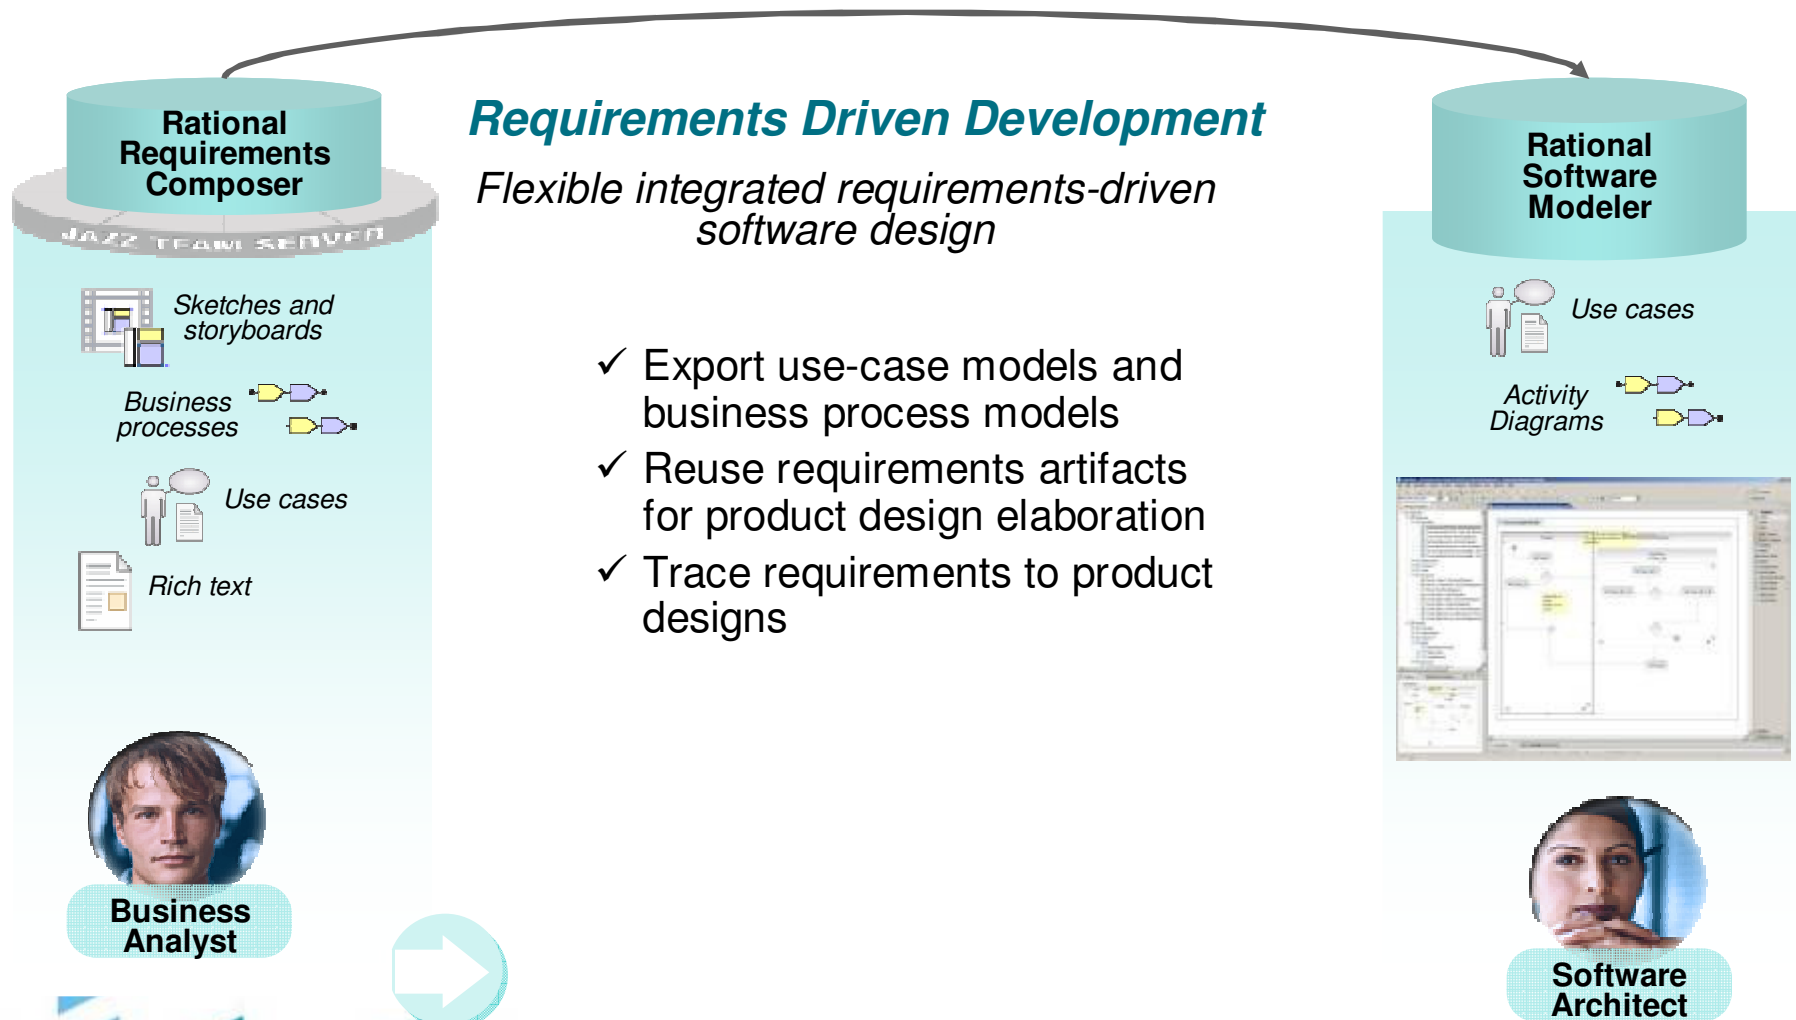 Rational
Requirements
Composer
JAZZ TEAM SERVER
Sketches and
storyboards
Business
processes
Use cases
Rich text
Business
Analyst
Requirements Driven Development
Flexible integrated requirements-driven
software design
✓ Export use-case models and
business process models
✓ Reuse requirements artifacts
for product design elaboration
✓ Trace requirements to product
designs
Rational
Software
Modeler
Use cases
Activity
Diagrams
Software
Architect